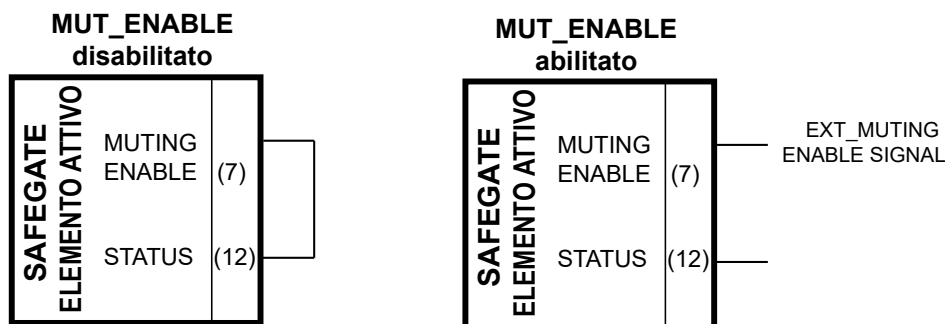 MUT_ENABLE
disabilitato
SAFEGATE
ELEMENTO ATTIVO
MUTING
ENABLE
(7)
STATUS
(12)
MUT_ENABLE
abilitato
SAFEGATE
ELEMENTO ATTIVO
MUTING
ENABLE
(7)
STATUS
(12)
EXT_MUTING
ENABLE SIGNAL